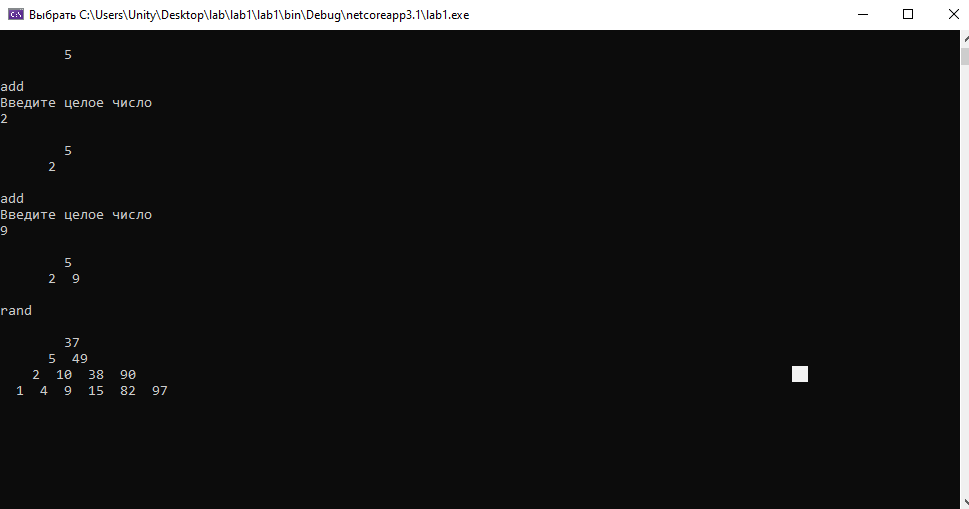 Выбрать C:\Users\Unity\Desktop\lab\lab1\lab1\bin\Debug\netcoreapp3.1\lab1.exe
5
add
Введите целое число
2
5
2
add
Введите целое число
9
5
2 9
rand
37
5 49
2 10 38 90
1 4 9 15 82 97